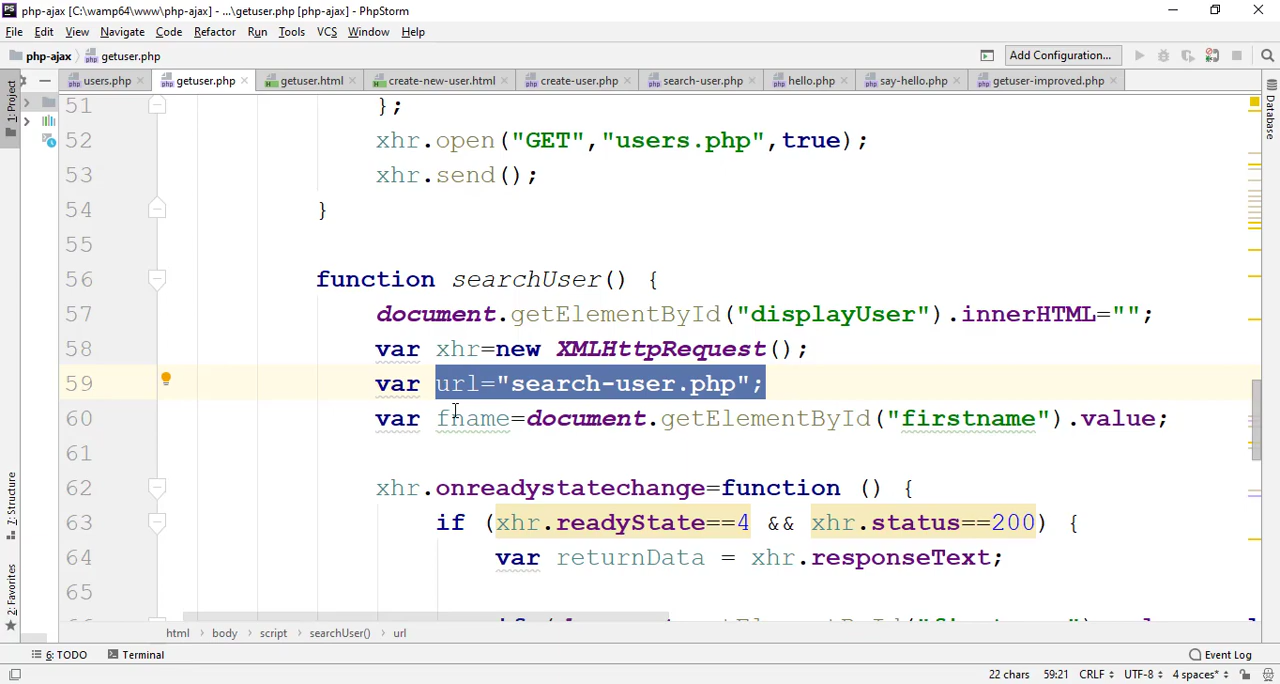 php-ajax [C:\wamp64\www\php-ajax] - ...\getuser.php [php-ajax] - PhpStorm
File Edit View Navigate Code Refactor Run Tools VCS Window Help
php-ajax getuser.php Add Configuration...
users.php getuser.php getuser.html create-new-user.html create-user.php search-user.php hello.php say-hello.php getuser-improved.php
1: Project
Database
51 };
52 xhr.open("GET","users.php",true);
53 xhr.send();
54 }
55
56 function searchUser() {
57 document.getElementById("displayUser").innerHTML="";
58 var xhr=new XMLHttpRequest();
59 var url="search-user.php";
60 var fname=document.getElementById("firstname").value;
61
62 xhr.onreadystatechange=function () {
63 if (xhr.readyState==4 && xhr.status==200) {
64 var returnData = xhr.responseText;
65
Z: Structure
2: Favorites
html body script searchUser() url
6: TODO Terminal Event Log
22 chars 59:21 CRLF UTF-8 4 spaces*